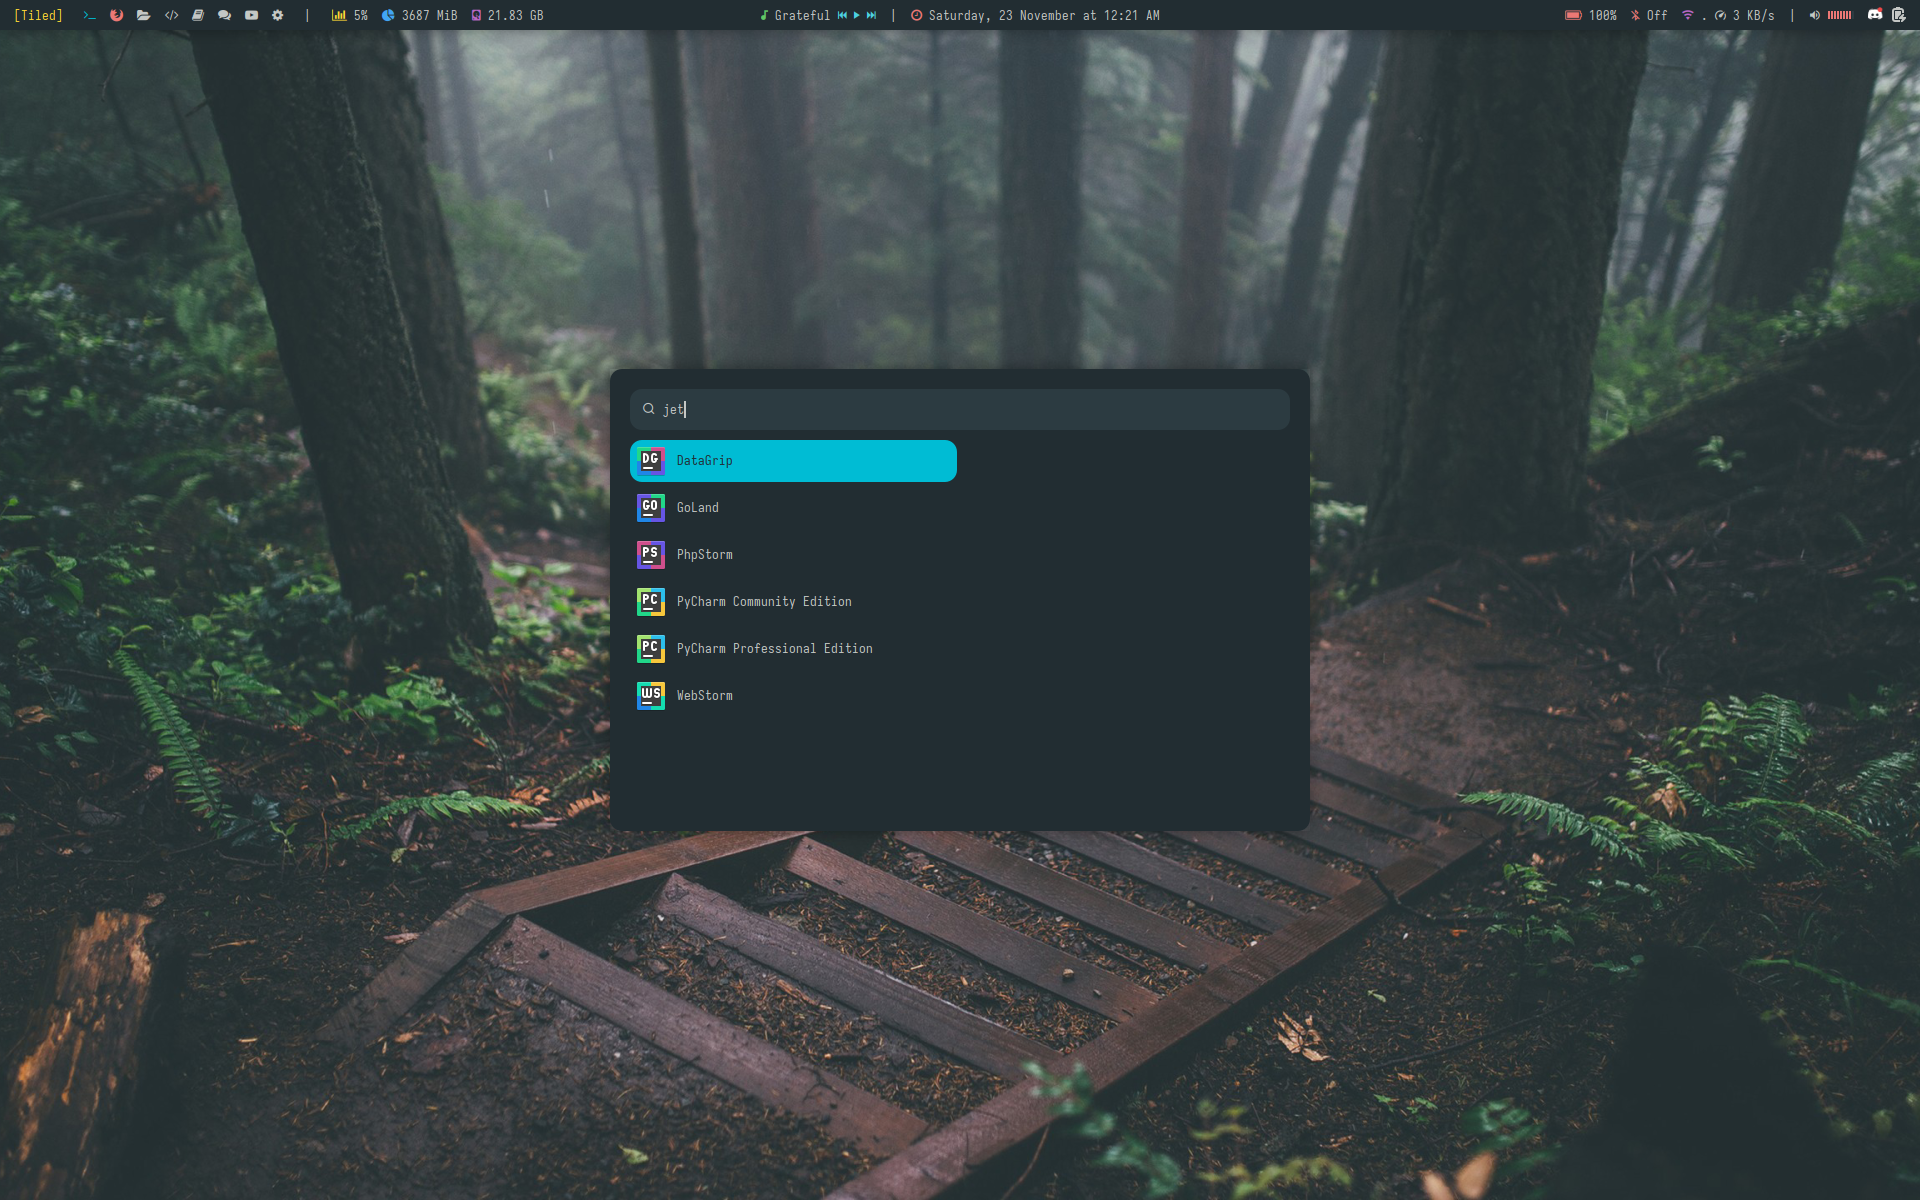 [Tiled] | 5% 3687 MiB 21.83 GB Grateful | Saturday, 23 November at 12:21 AM 100% Off . 3 KB/s |
jet
DG DataGrip
GO GoLand
PS PhpStorm
PC PyCharm Community Edition
PC PyCharm Professional Edition
WS WebStorm